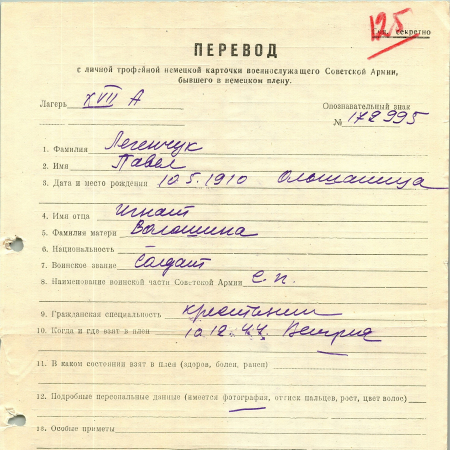 125
секретно
ПЕРЕВОД
с личной трофейной немецкой карточки военнослужащего Советской Армии,
бывшего в немецком плену.
Лагерь XVII A
Опознавательный знак
№ 172995
1. Фамилия Легенчук
2. Имя Павел
3. Дата и место рождения 10.5.1910 Ольшаница
4. Имя отца Игнат
5. Фамилия матери Волошина
6. Национальность
7. Воинское звание Солдат
8. Наименование воинской части Советской Армии с.п.
9. Гражданская специальность крестьянин
10. Когда и где взят в плен 10.12.44. Венгрия
11. В каком состоянии взят в плен (здоров, болен, ранен)
12. Подробные персональные данные (имеются фотография, оттиск пальцев, рост, цвет волос)
13. Особые приметы